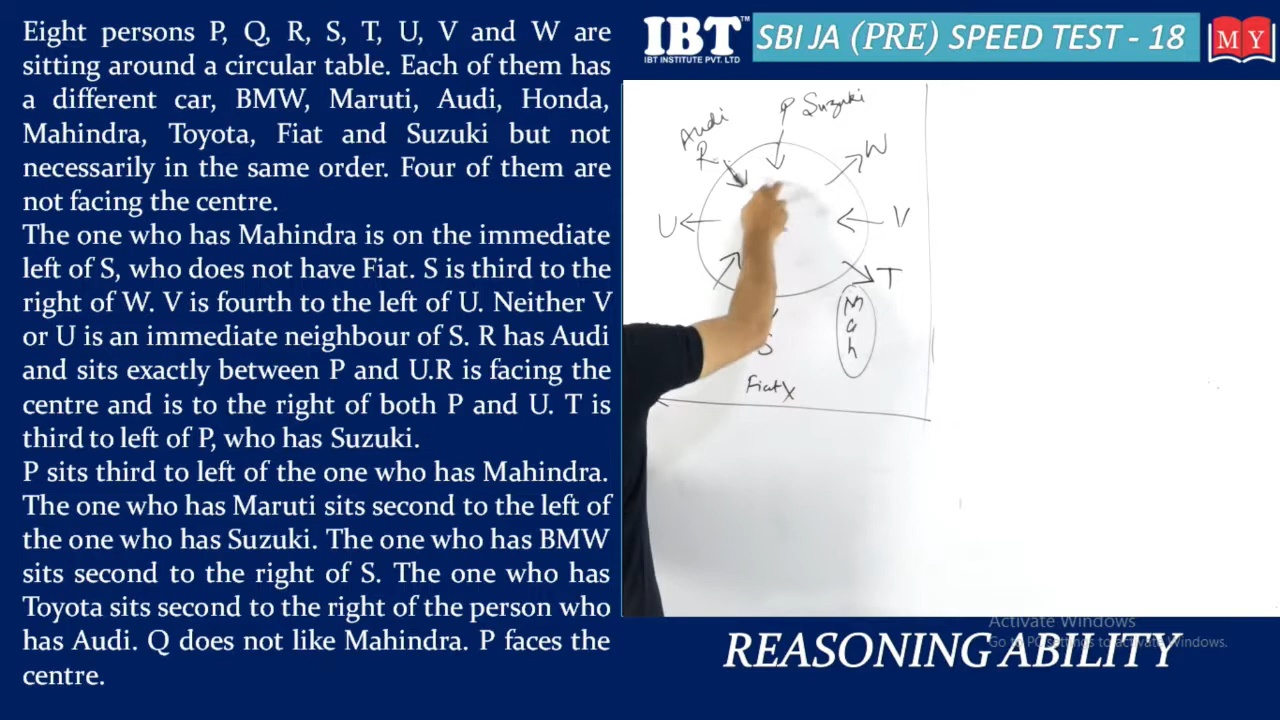 Eight persons P, Q, R, S, T, U, V and W are
sitting around a circular table. Each of them has
a different car, BMW, Maruti, Audi, Honda,
Mahindra, Toyota, Fiat and Suzuki but not
necessarily in the same order. Four of them are
not facing the centre.
The one who has Mahindra is on the immediate
left of S, who does not have Fiat. S is third to the
right of W. V is fourth to the left of U. Neither V
or U is an immediate neighbour of S. R has Audi
and sits exactly between P and U.R is facing the
centre and is to the right of both P and U. T is
third to left of P, who has Suzuki.
P sits third to left of the one who has Mahindra.
The one who has Maruti sits second to the left of
the one who has Suzuki. The one who has BMW
sits second to the right of S. The one who has
Toyota sits second to the right of the person who
has Audi. Q does not like Mahindra. P faces the
centre.
IBT™
IBT INSTITUTE PVT. LTD
SBI JA (PRE) SPEED TEST - 18
MY
P Suzuki
Audi
R
W
U
V
T
Mah
S
Fiat X
Activate Windows
Go to PC settings to activate Windows.
REASONING ABILITY